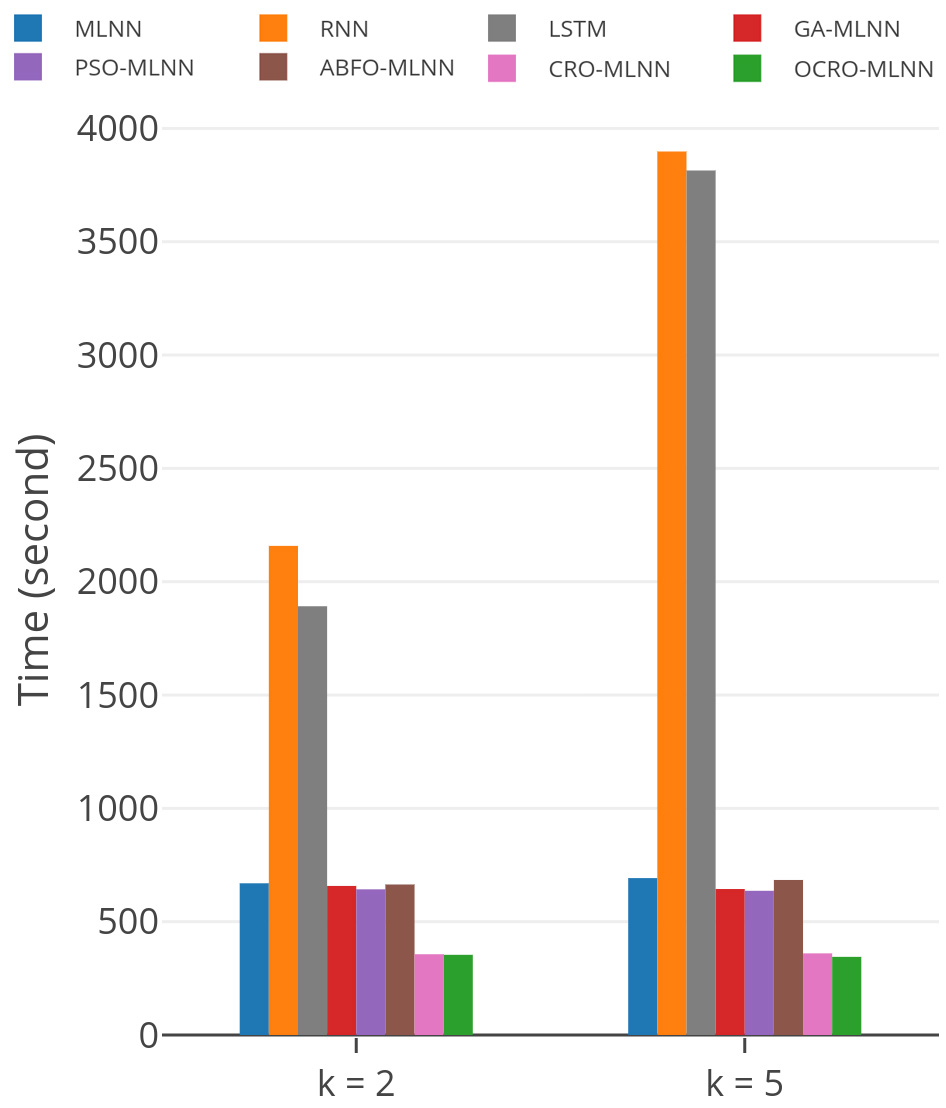 MLNN RNN LSTM GA-MLNN
PSO-MLNN ABFO-MLNN CRO-MLNN OCRO-MLNN
4000
3500
3000
2500
2000
1500
1000
500
0
Time (second)
k = 2 k = 5